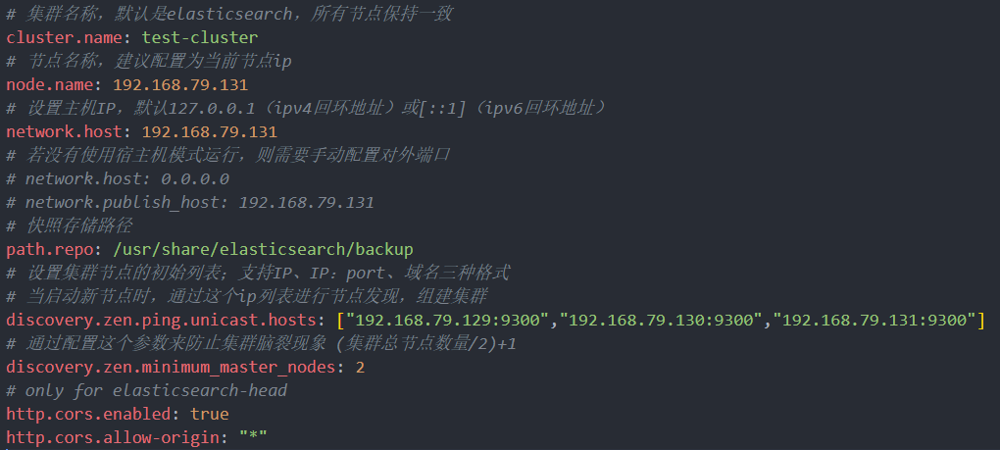 # 集群名称，默认是elasticsearch，所有节点保持一致
cluster.name: test-cluster
# 节点名称，建议配置为当前节点ip
node.name: 192.168.79.131
# 设置主机IP，默认127.0.0.1（ipv4回环地址）或[::1]（ipv6回环地址）
network.host: 192.168.79.131
# 若没有使用宿主机模式运行，则需要手动配置对外端口
# network.host: 0.0.0.0
# network.publish_host: 192.168.79.131
# 快照存储路径
path.repo: /usr/share/elasticsearch/backup
# 设置集群节点的初始列表；支持IP、IP：port、域名三种格式
# 当启动新节点时，通过这个ip列表进行节点发现，组建集群
discovery.zen.ping.unicast.hosts: ["192.168.79.129:9300","192.168.79.130:9300","192.168.79.131:9300"]
# 通过配置这个参数来防止集群脑裂现象 (集群总节点数量/2)+1
discovery.zen.minimum_master_nodes: 2
# only for elasticsearch-head
http.cors.enabled: true
http.cors.allow-origin: "*"